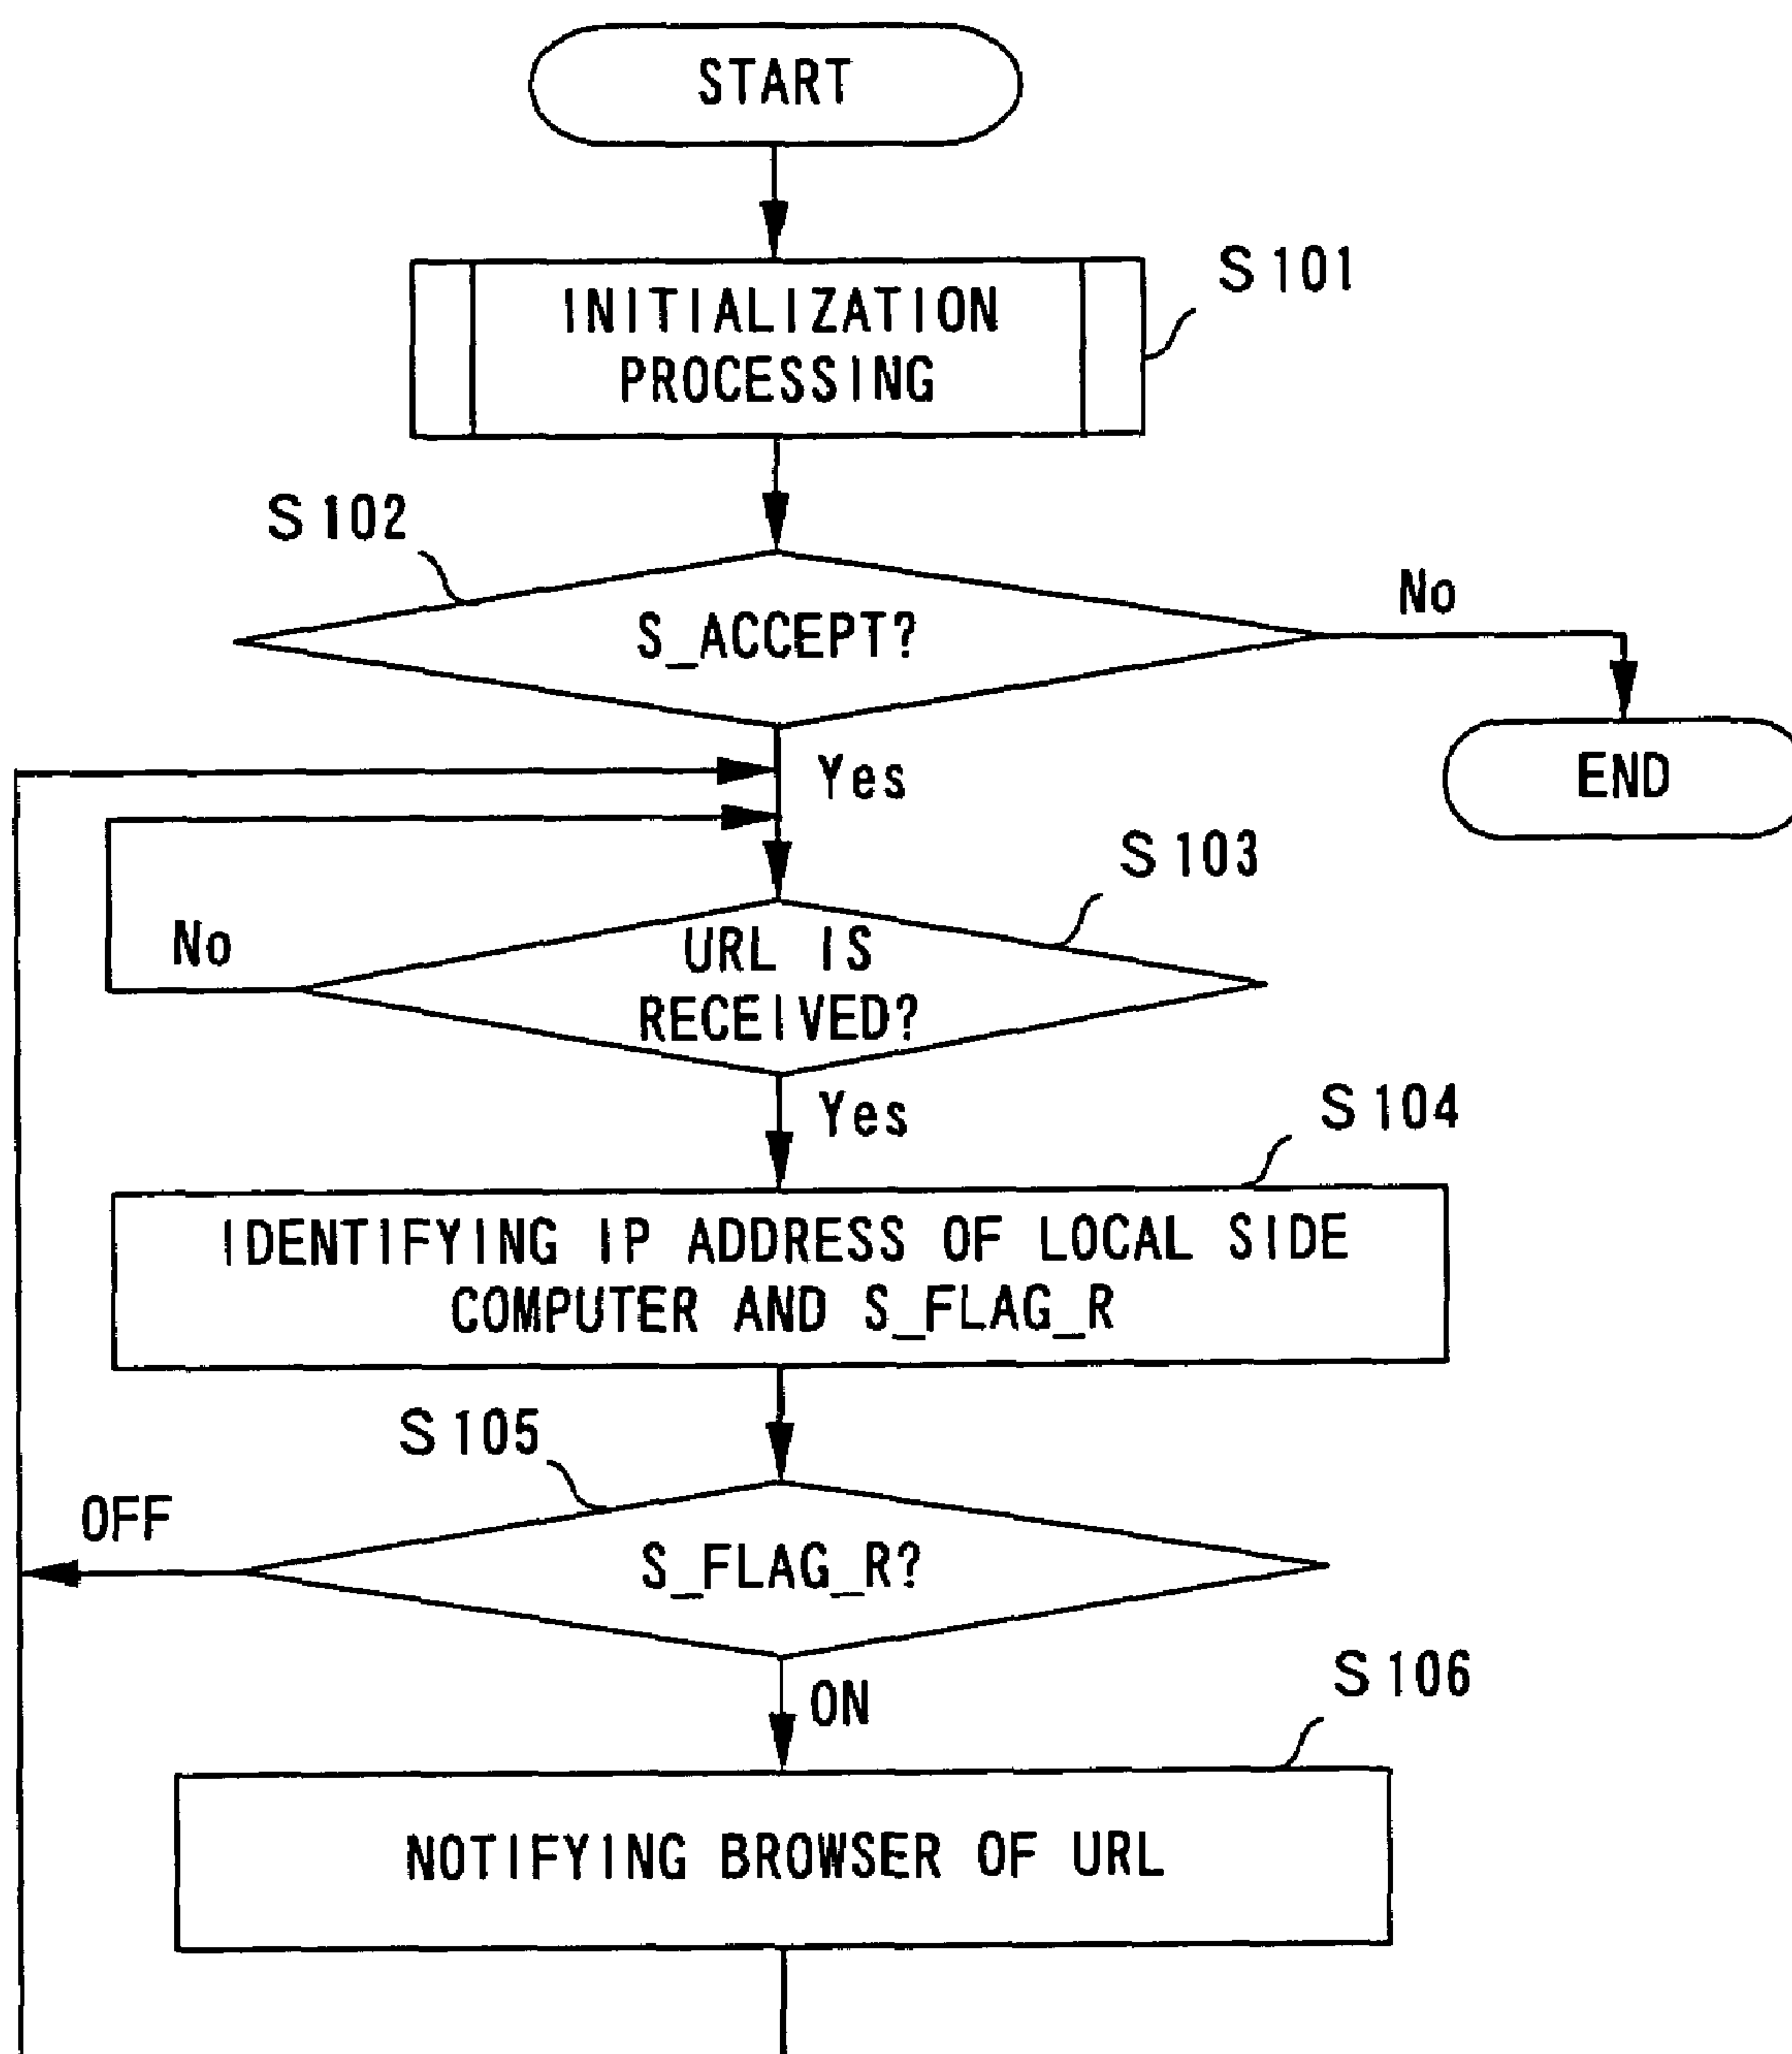 START
S101
INITIALIZATION
PROCESSING
S102
No
S_ACCEPT?
Yes
END
S103
No
URL IS
RECEIVED?
Yes
S104
IDENTIFYING IP ADDRESS OF LOCAL SIDE
COMPUTER AND S_FLAG_R
S105
OFF
S_FLAG_R?
ON
S106
NOTIFYING BROWSER OF URL